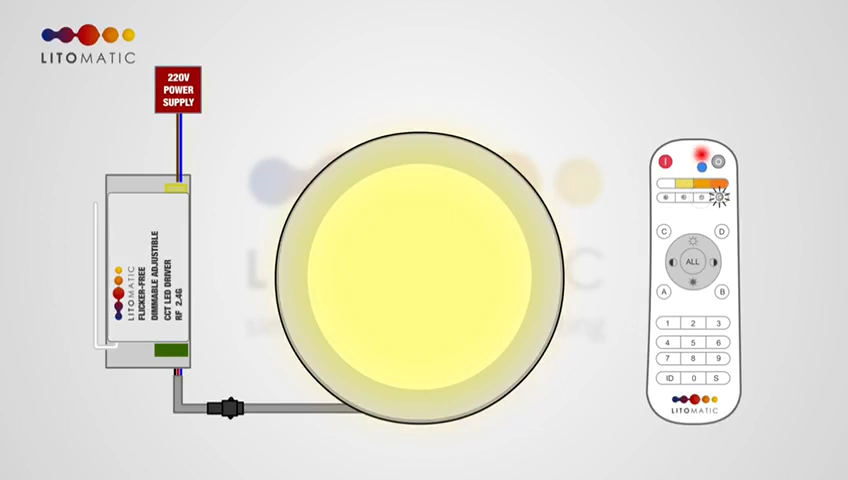 LITOMATIC
220V
POWER
SUPPLY
LITOMATIC
FLICKER-FREE
DIMMABLE ADJUSTIBLE
CCT LED DRIVER
RF 2.4G
C D
ALL
A B
1 2 3
4 5 6
7 8 9
ID 0 S
LITOMATIC